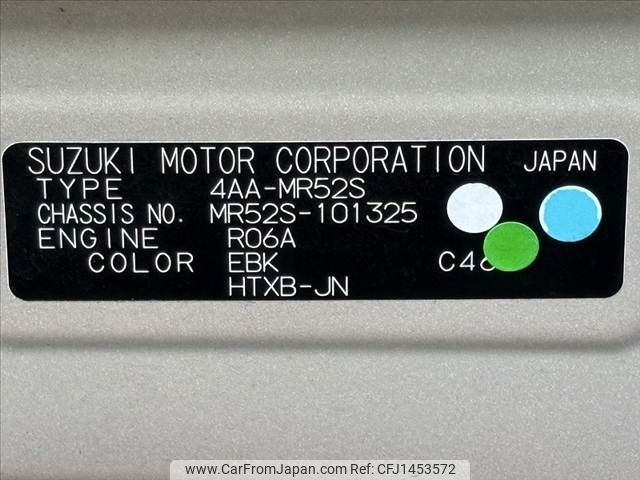 SUZUKI MOTOR CORPORATION JAPAN
TYPE 4AA-MR52S
CHASSIS NO. MR52S-101325
ENGINE R06A
COLOR EBK
HTXB-JN
www.CarFromJapan.com CFJ1453572